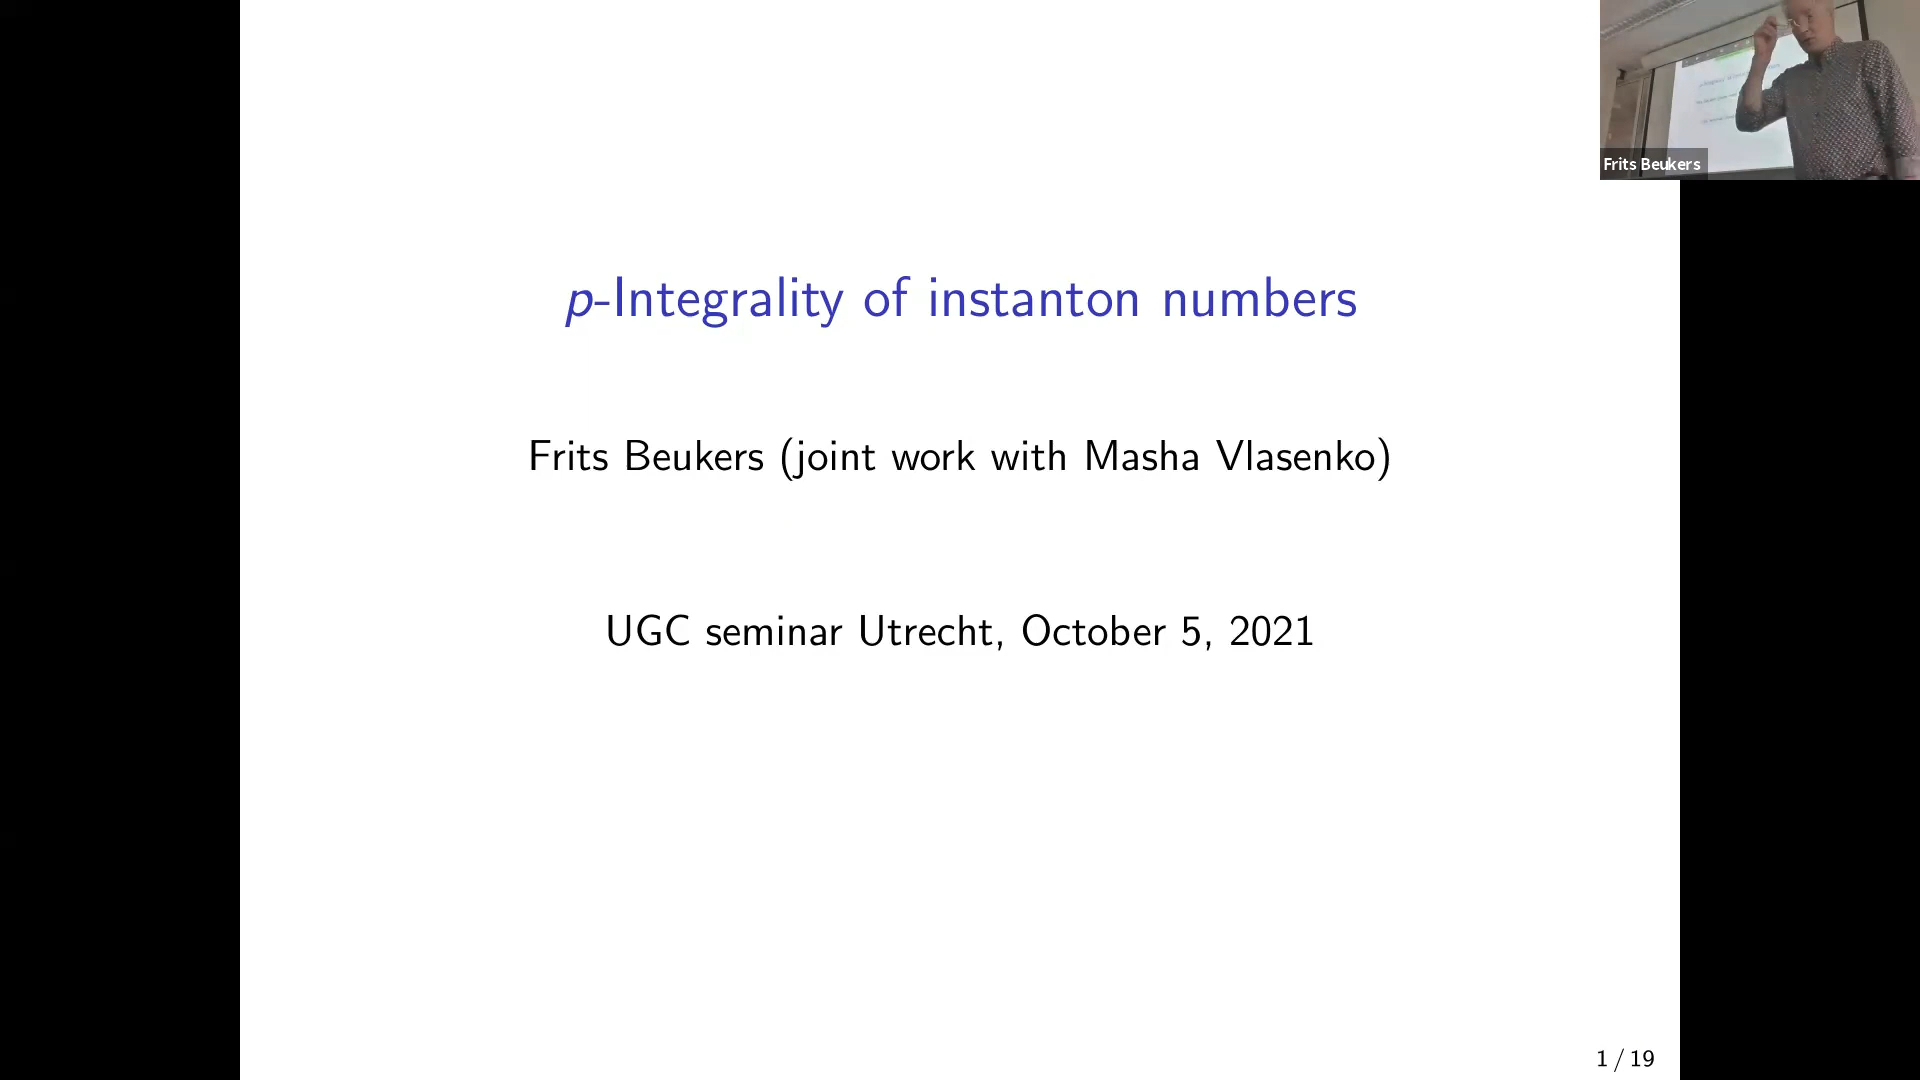 p-Integrality of instanton numbers
Frits Beukers (joint work with Masha Vlasenko)
UGC seminar Utrecht, October 5, 2021
1 / 19
Frits Beukers